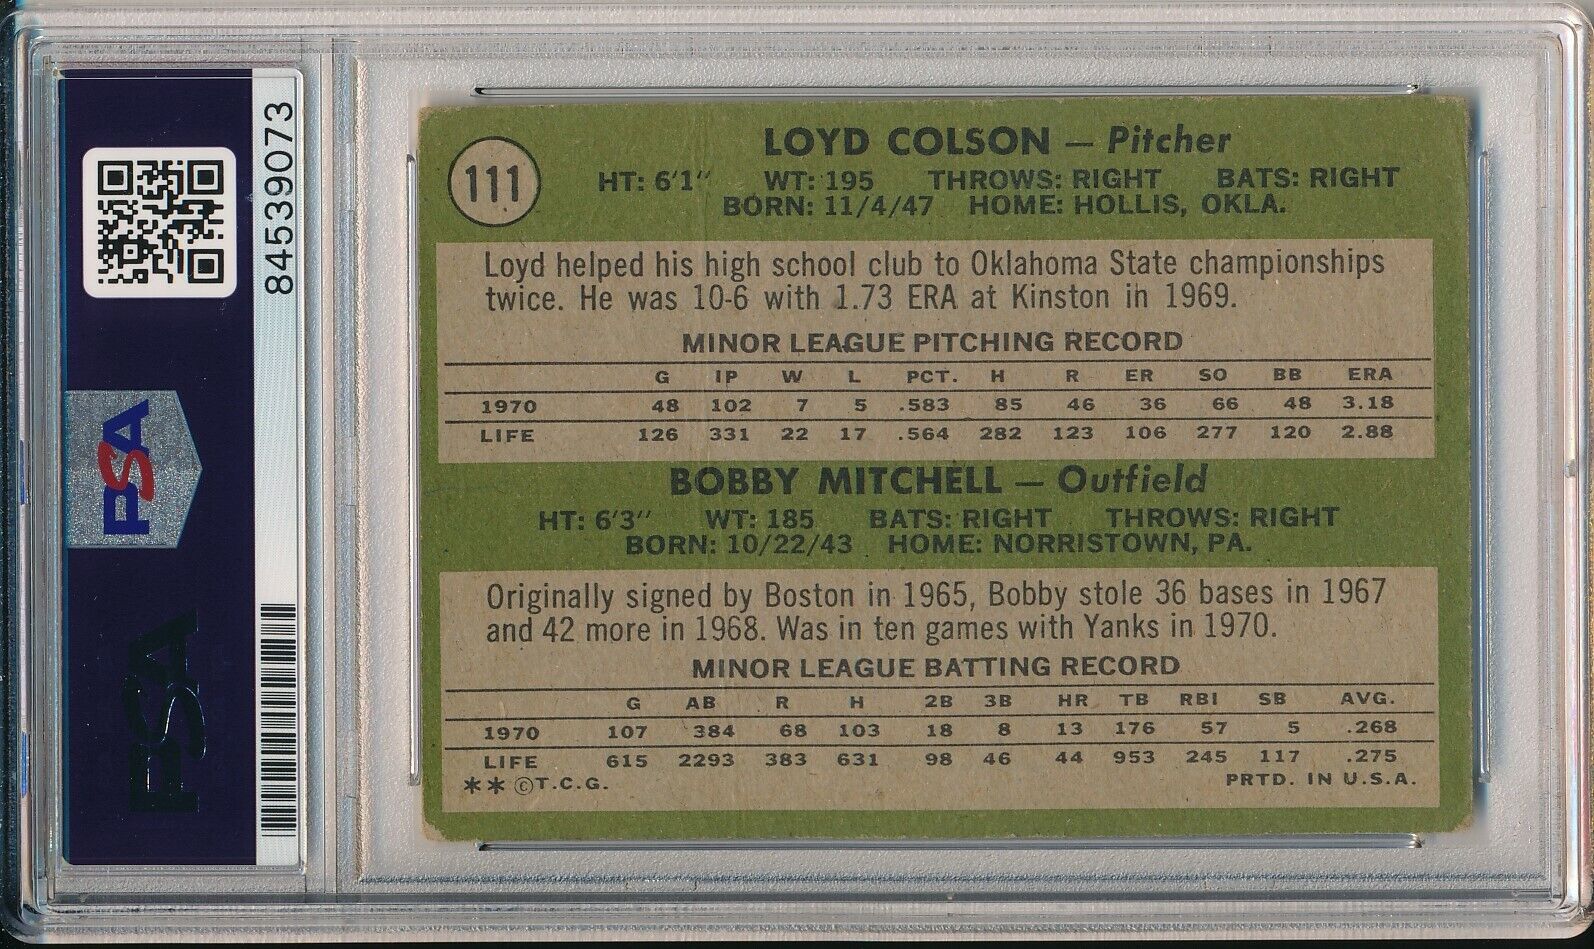 84539073
PSA
PSA
111
LOYD COLSON — Pitcher
HT: 6'1" WT: 195 THROWS: RIGHT BATS: RIGHT
BORN: 11/4/47 HOME: HOLLIS, OKLA.
Loyd helped his high school club to Oklahoma State championships
twice. He was 10-6 with 1.73 ERA at Kinston in 1969.
MINOR LEAGUE PITCHING RECORD
G IP W L PCT. H R ER SO BB ERA
1970 48 102 7 5 .583 85 46 36 66 48 3.18
LIFE 126 331 22 17 .564 282 123 106 277 120 2.88
BOBBY MITCHELL — Outfield
HT: 6'3" WT: 185 BATS: RIGHT THROWS: RIGHT
BORN: 10/22/43 HOME: NORRISTOWN, PA.
Originally signed by Boston in 1965, Bobby stole 36 bases in 1967
and 42 more in 1968. Was in ten games with Yanks in 1970.
MINOR LEAGUE BATTING RECORD
G AB R H 2B 3B HR TB RBI SB AVG.
1970 107 384 68 103 18 8 13 176 57 5 .268
LIFE 615 2293 383 631 98 46 44 953 245 117 .275
** ©T.C.G. PRTD. IN U.S.A.